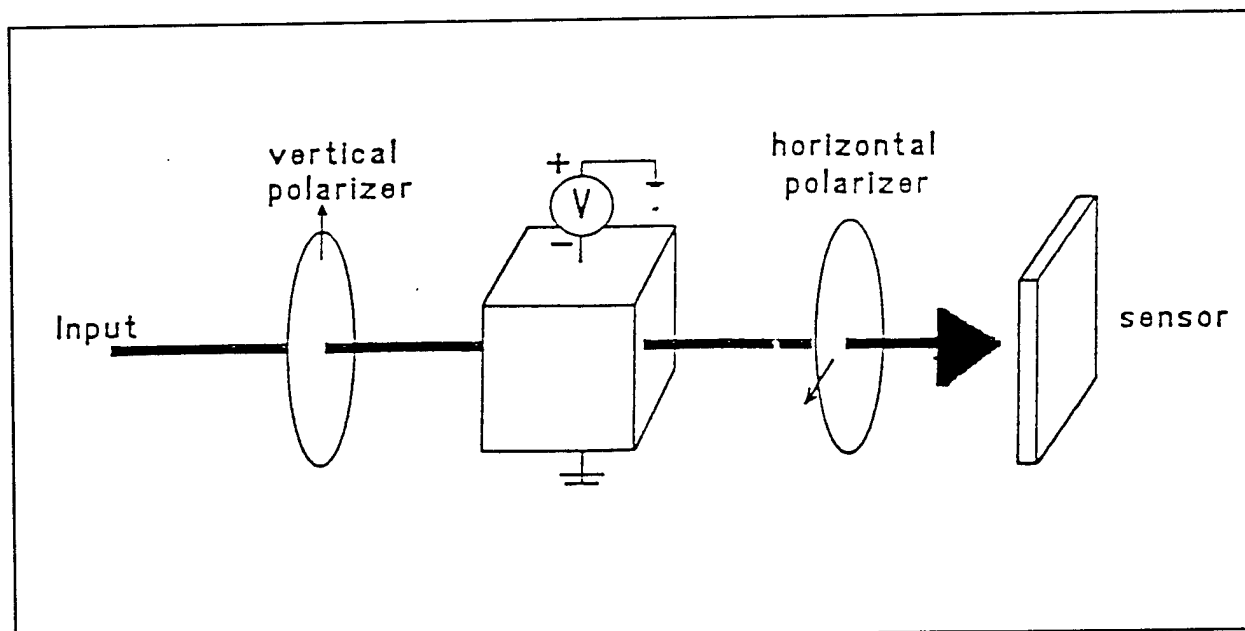 vertical
polarizer
+
V
−
horizontal
polarizer
Input
sensor